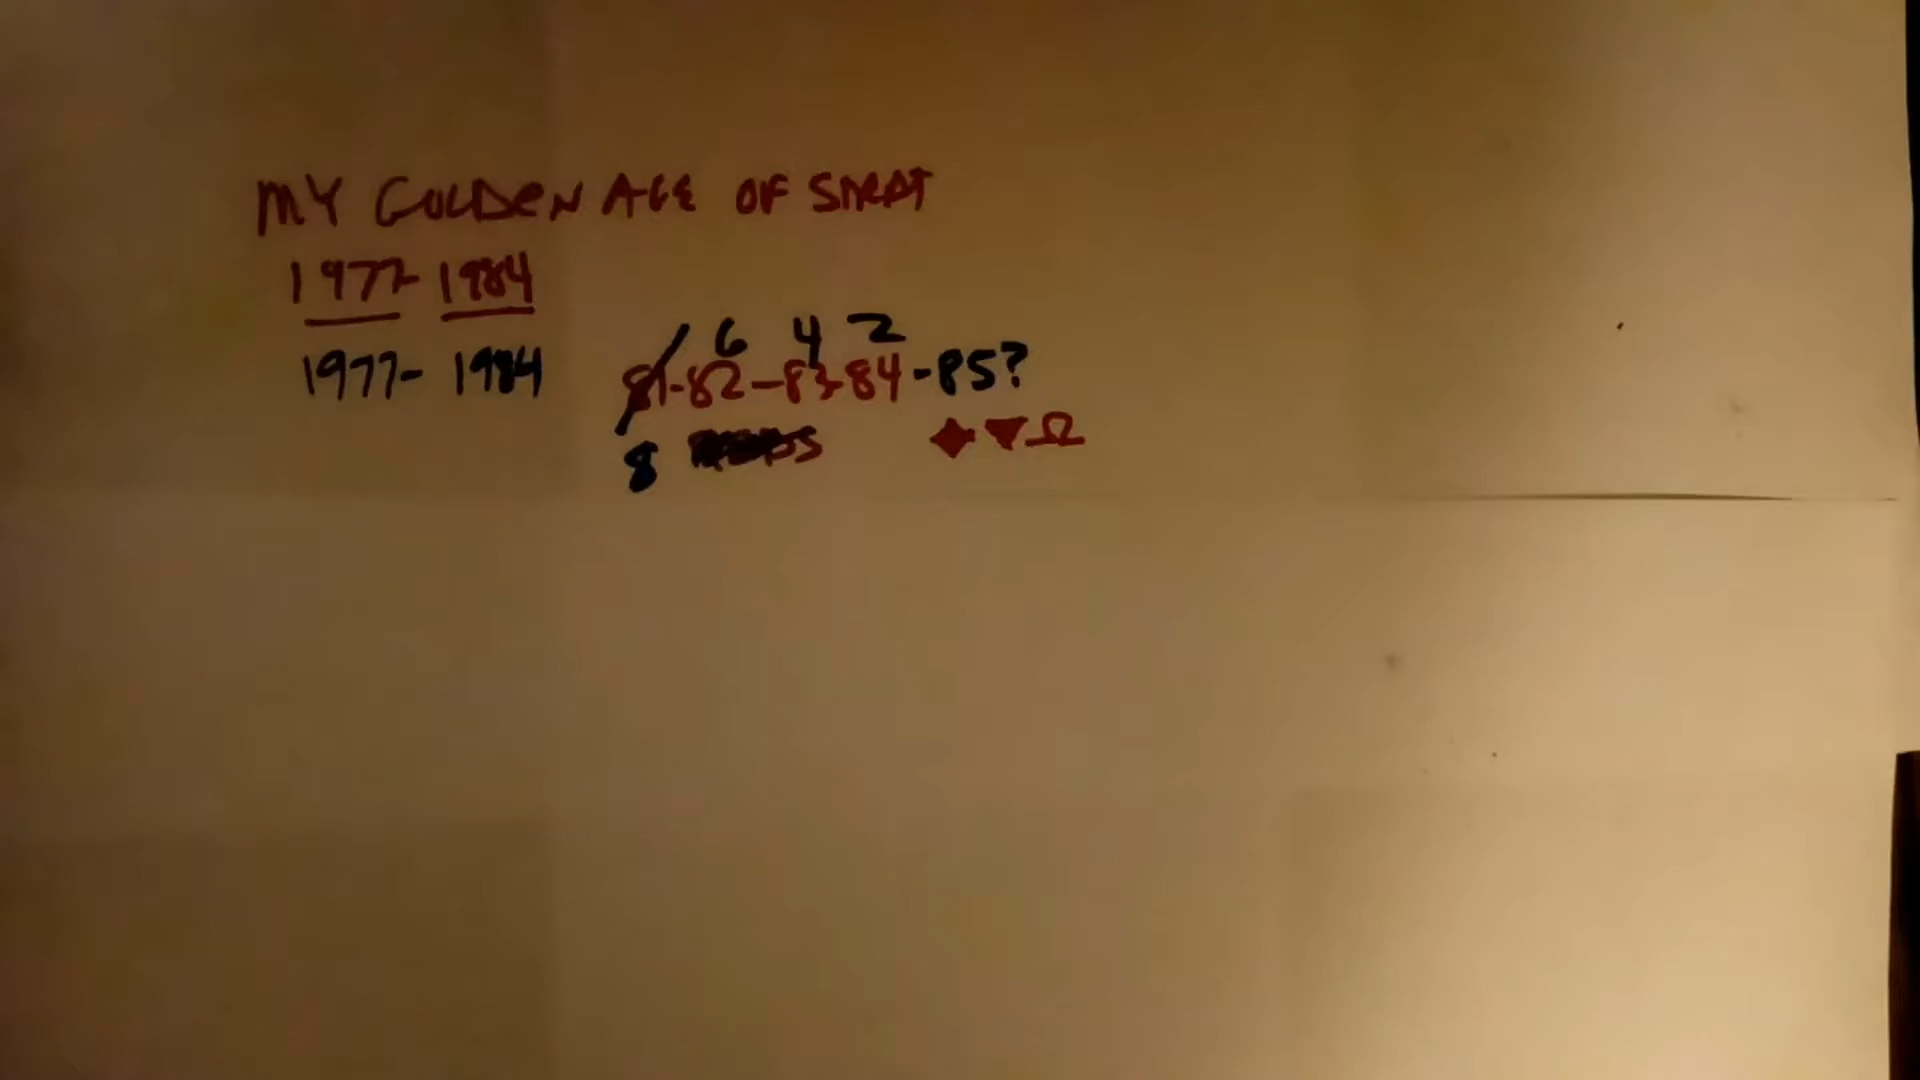 MY GOLDEN AGE OF STRAT
1977-1984
1977-1984
6 4 2
81-82-83-84-85?
8 ♦▼Ω